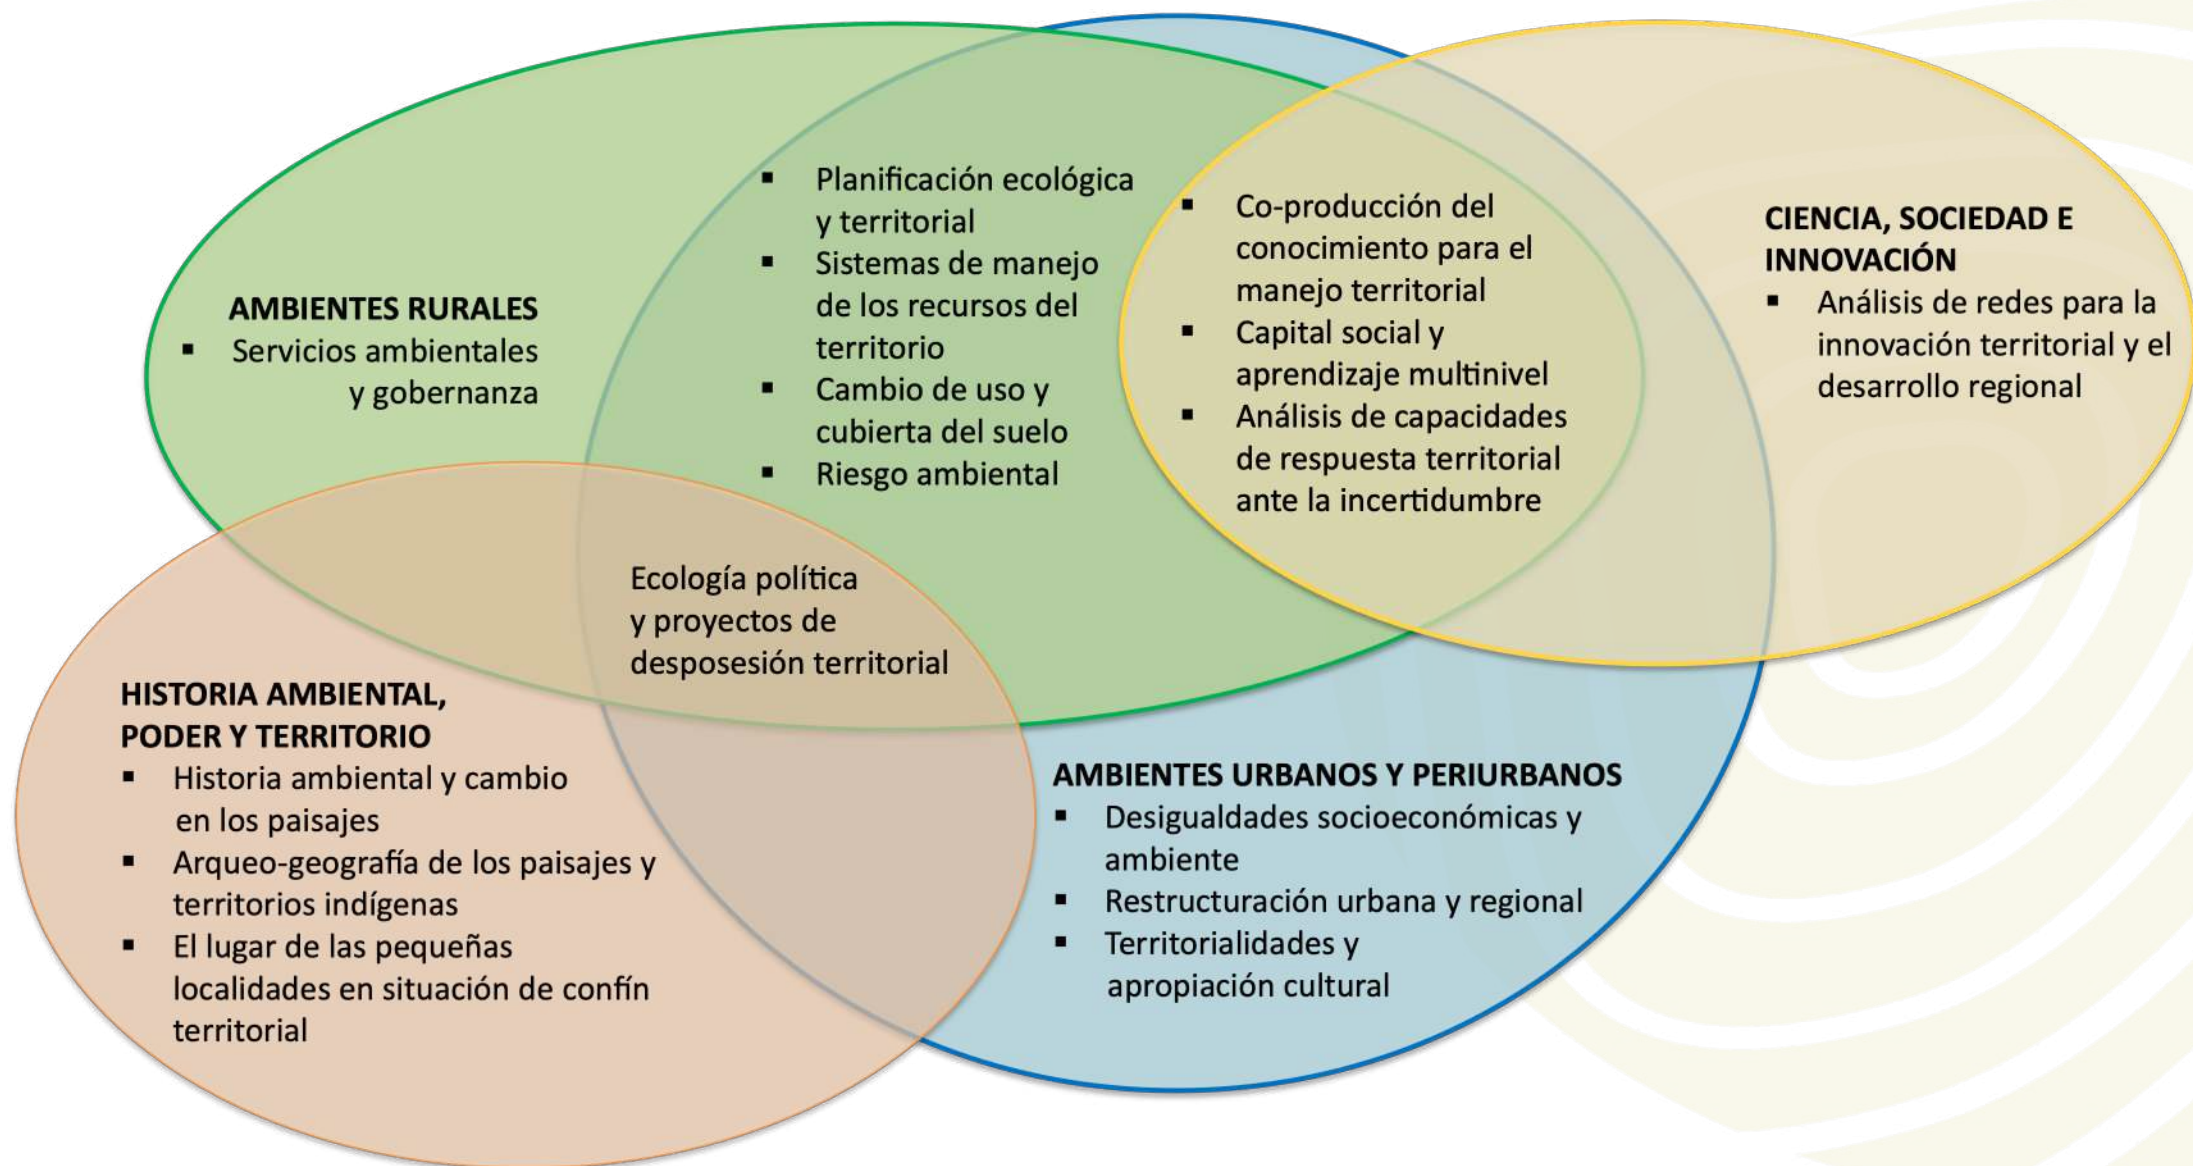 AMBIENTES RURALES
▪ Servicios ambientales
y gobernanza
▪ Planificación ecológica
y territorial
▪ Sistemas de manejo
de los recursos del
territorio
▪ Cambio de uso y
cubierta del suelo
▪ Riesgo ambiental
▪ Co-producción del
conocimiento para el
manejo territorial
▪ Capital social y
aprendizaje multinivel
▪ Análisis de capacidades
de respuesta territorial
ante la incertidumbre
CIENCIA, SOCIEDAD E
INNOVACIÓN
▪ Análisis de redes para la
innovación territorial y el
desarrollo regional
Ecología política
y proyectos de
desposesión territorial
HISTORIA AMBIENTAL,
PODER Y TERRITORIO
▪ Historia ambiental y cambio
en los paisajes
▪ Arqueo-geografía de los paisajes y
territorios indígenas
▪ El lugar de las pequeñas
localidades en situación de confín
territorial
AMBIENTES URBANOS Y PERIURBANOS
▪ Desigualdades socioeconómicas y
ambiente
▪ Restructuración urbana y regional
▪ Territorialidades y
apropiación cultural